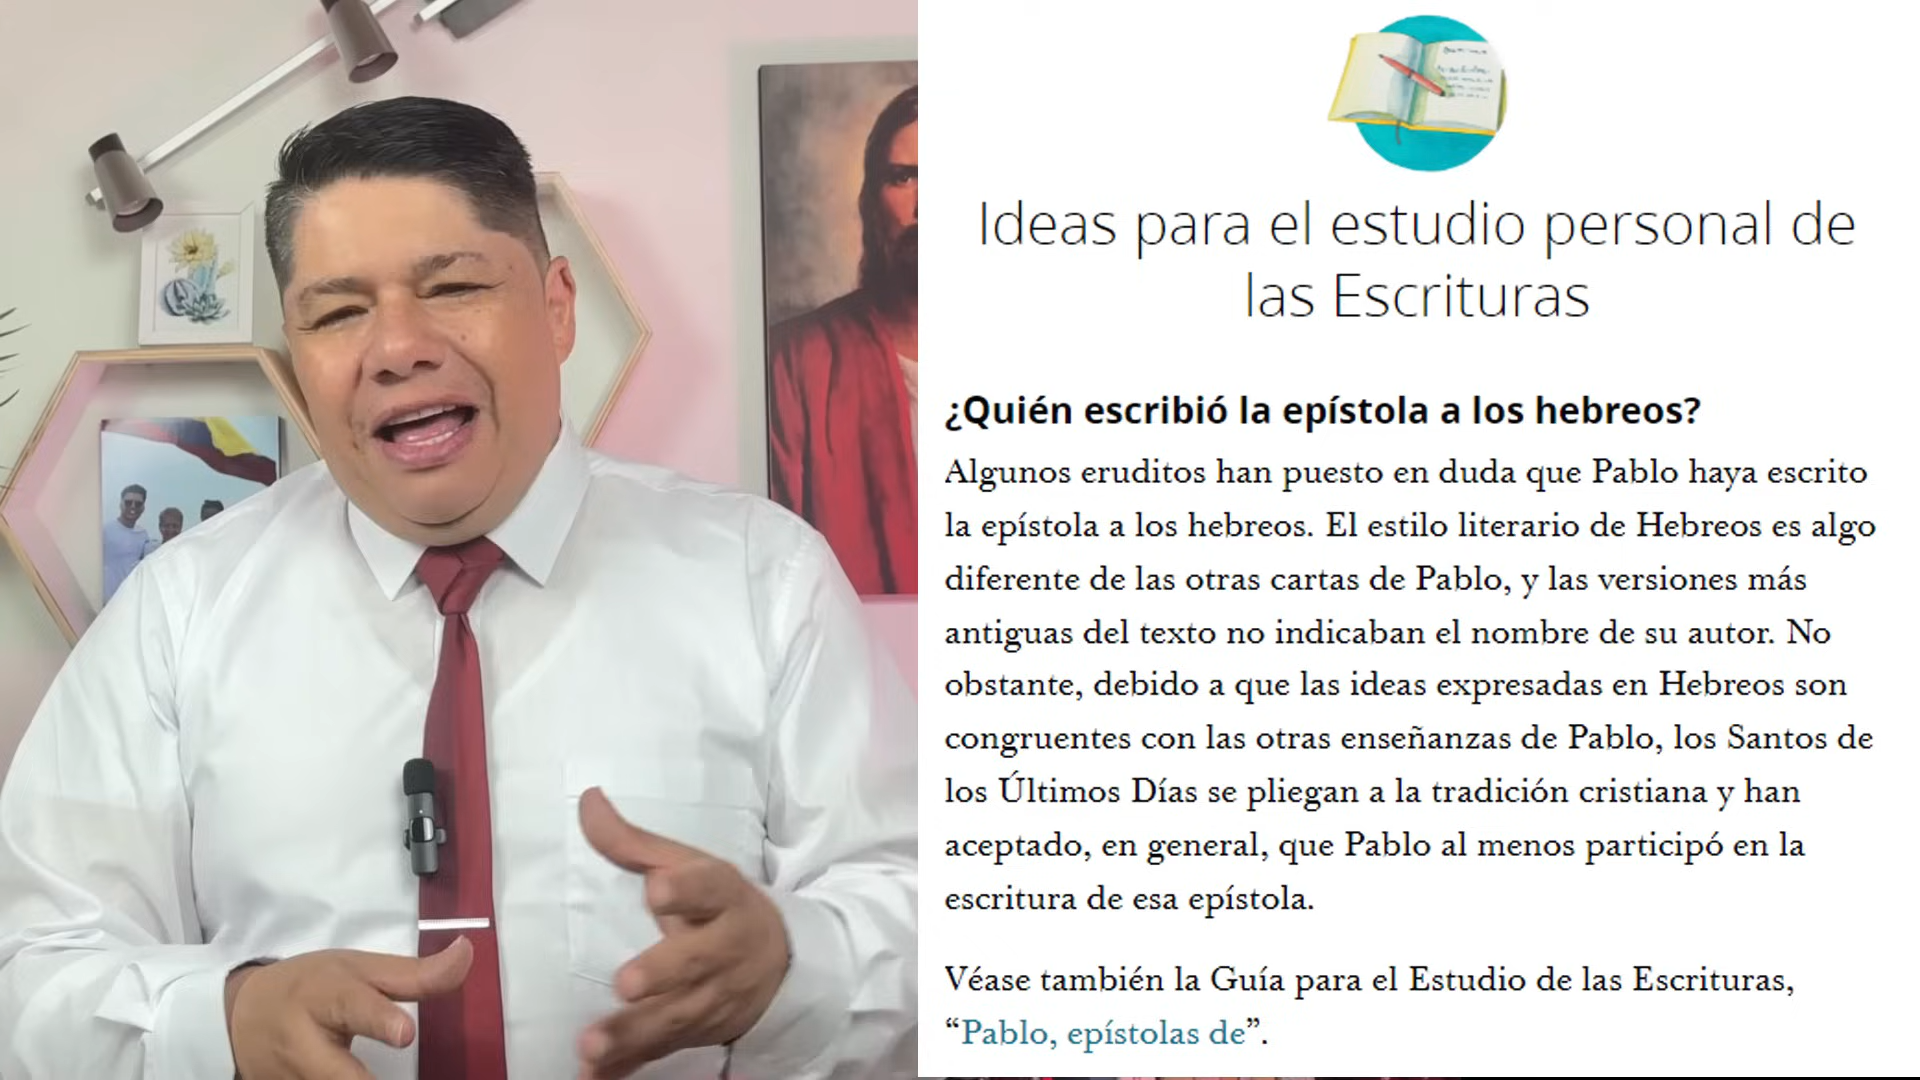 Ideas para el estudio personal de
las Escrituras
¿Quién escribió la epístola a los hebreos?
Algunos eruditos han puesto en duda que Pablo haya escrito
la epístola a los hebreos. El estilo literario de Hebreos es algo
diferente de las otras cartas de Pablo, y las versiones más
antiguas del texto no indicaban el nombre de su autor. No
obstante, debido a que las ideas expresadas en Hebreos son
congruentes con las otras enseñanzas de Pablo, los Santos de
los Últimos Días se pliegan a la tradición cristiana y han
aceptado, en general, que Pablo al menos participó en la
escritura de esa epístola.
Véase también la Guía para el Estudio de las Escrituras,
“Pablo, epístolas de”.